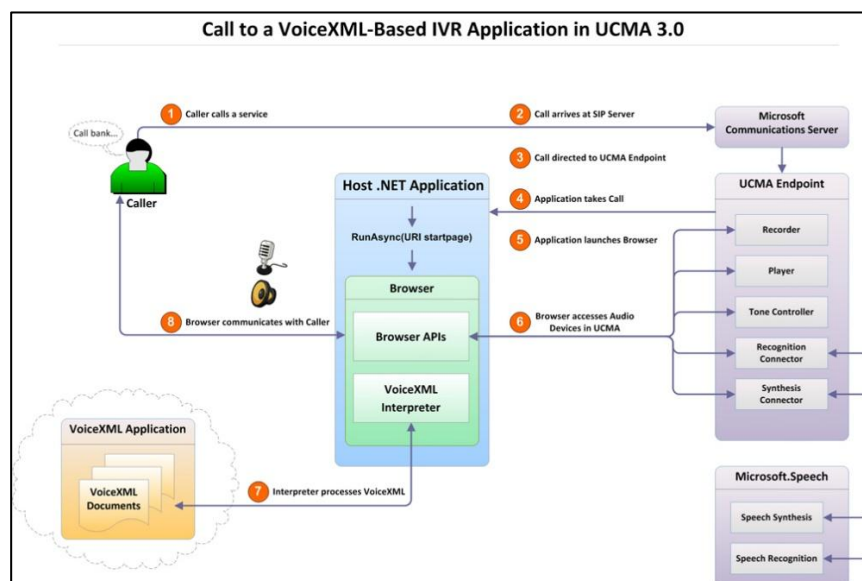 Call to a VoiceXML-Based IVR Application in UCMA 3.0
1 Caller calls a service
2 Call arrives at SIP Server
Microsoft
Communications Server
Call bank...
Caller
3 Call directed to UCMA Endpoint
Host .NET Application
4 Application takes Call
UCMA Endpoint
RunAsync(URI startpage)
5 Application launches Browser
Recorder
Player
Browser
8 Browser communicates with Caller
Browser APIs
6 Browser accesses Audio
Devices in UCMA
Tone Controller
Recognition
Connector
VoiceXML
Interpreter
Synthesis
Connector
VoiceXML Application
VoiceXML
Documents
7 Interpreter processes VoiceXML
Microsoft.Speech
Speech Synthesis
Speech Recognition